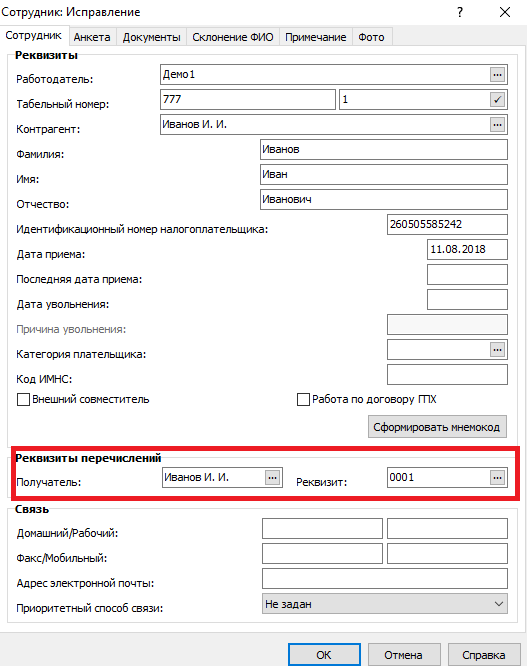 Сотрудник: Исправление
?
Сотрудник Анкета Документы Склонение ФИО Примечание Фото
Реквизиты
Работодатель: Демо1 ...
Табельный номер: 777 1
Контрагент: Иванов И. И. ...
Фамилия: Иванов
Имя: Иван
Отчество: Иванович
Идентификационный номер налогоплательщика: 260505585242
Дата приема: 11.08.2018
Последняя дата приема:
Дата увольнения:
Причина увольнения:
Категория плательщика: ...
Код ИМНС:
Внешний совместитель Работа по договору ГПХ
Сформировать мнемокод
Реквизиты перечислений
Получатель: Иванов И. И. ... Реквизит: 0001 ...
Связь
Домашний/Рабочий:
Факс/Мобильный:
Адрес электронной почты:
Приоритетный способ связи: Не задан
ОК Отмена Справка